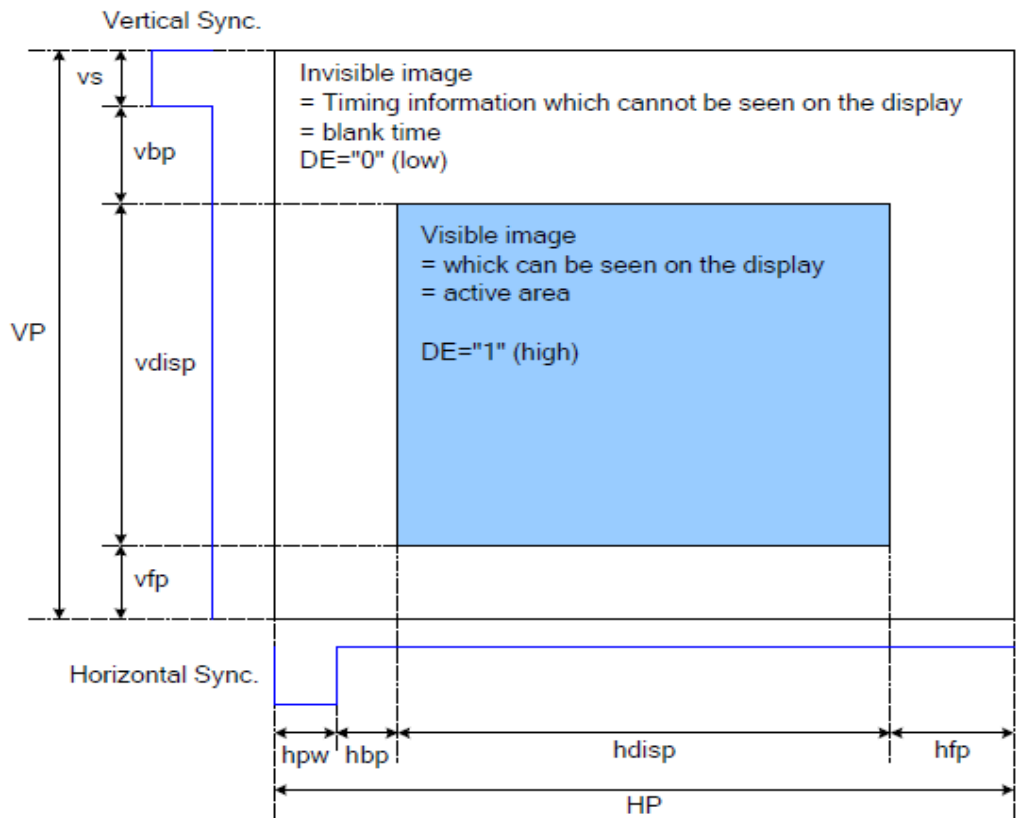 Vertical Sync.
vs
Invisible image
= Timing information which cannot be seen on the display
= blank time
DE="0" (low)
vbp
Visible image
= whick can be seen on the display
= active area
DE="1" (high)
VP
vdisp
vfp
Horizontal Sync.
hpw
hbp
hdisp
hfp
HP